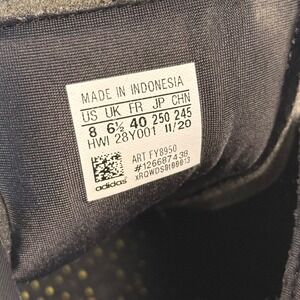 MADE IN INDONESIA
US UK FR JP CHN
8 6½ 40 250 245
HWI 28Y001 11/20
ART FY8950
#126687438
XRQWDS0100013
adidas